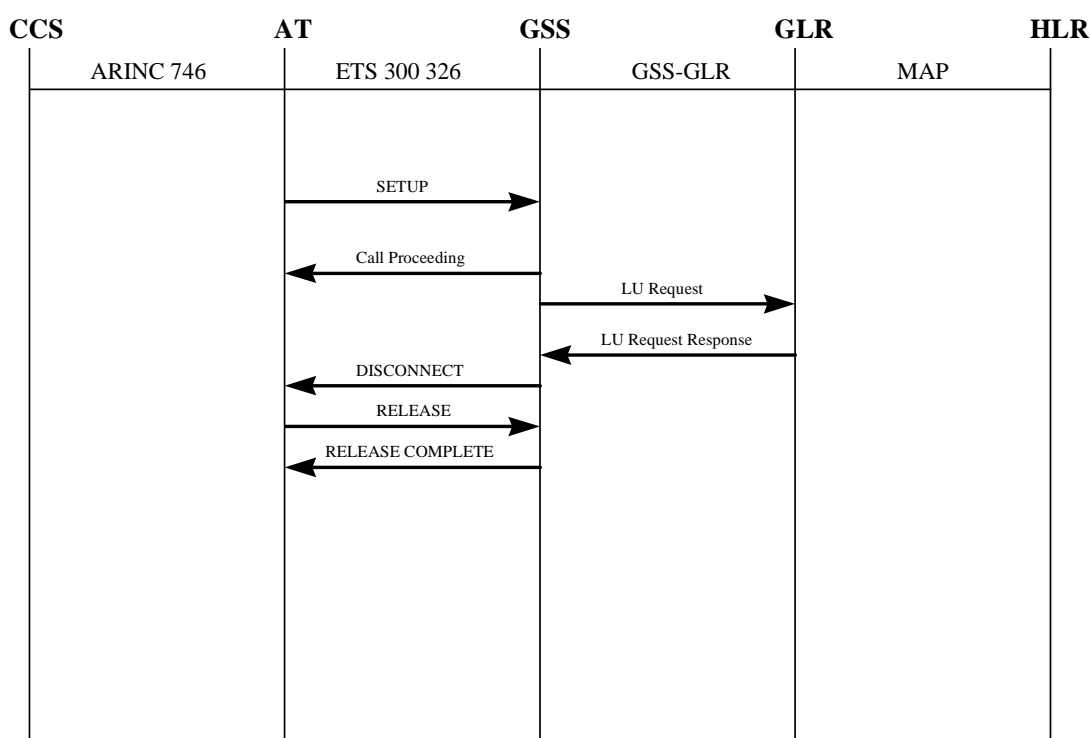 CCS AT GSS GLR HLR
ARINC 746 ETS 300 326 GSS-GLR MAP
SETUP
Call Proceeding
LU Request
LU Request Response
DISCONNECT
RELEASE
RELEASE COMPLETE